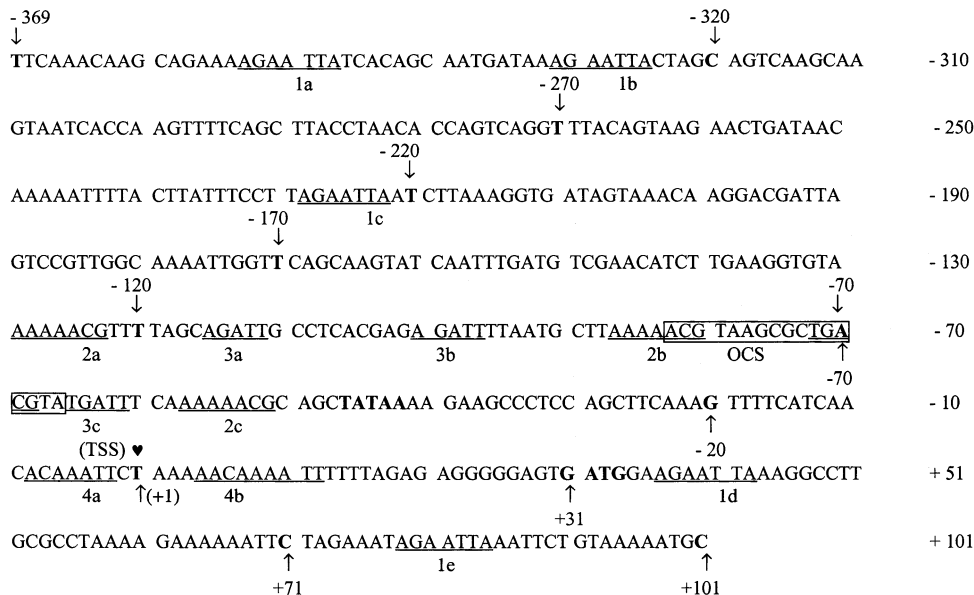 - 369 - 320
TTCAAACAAG CAGAAAAGAA TTATCACAGC AATGATAAAG AATTACTAGC AGTCAAGCAA - 310
1a - 270 1b
GTAATCACCA AGTTTTCAGC TTACCTAACA CCAGTCAGGT TTACAGTAAG AACTGATAAC - 250
- 220
AAAAATTTTA CTTATTTCCT TAGAATTAAT CTTAAAGGTG ATAGTAAACA AGGACGATTA - 190
- 170 1c
GTCCGTTGGC AAAATTGGTT CAGCAAGTAT CAATTTGATG TCGAACATCT TGAAGGTGTA - 130
- 120 -70
AAAAACGTTT TAGCAGATTG CCTCACGAGA GATTTTAATG CTTAAAAACG TAAGCGCTGA - 70
2a 3a 3b 2b OCS
-70
CGTATGATTT CAAAAAACGC AGCTATAAAA GAAGCCCTCC AGCTTCAAAG TTTTCATCAA - 10
3c 2c
(TSS) ♥ - 20
CACAAATTCT AAAAACAAAA TTTTTTAGAG AGGGGGAGTG ATGGAAGAAT TAAAGGCCTT + 51
4a (+1) 4b 1d
+31
GCGCCTAAAA GAAAAAATTC TAGAAATAGA ATTAAATTCT GTAAAAATGC + 101
1e
+71 +101